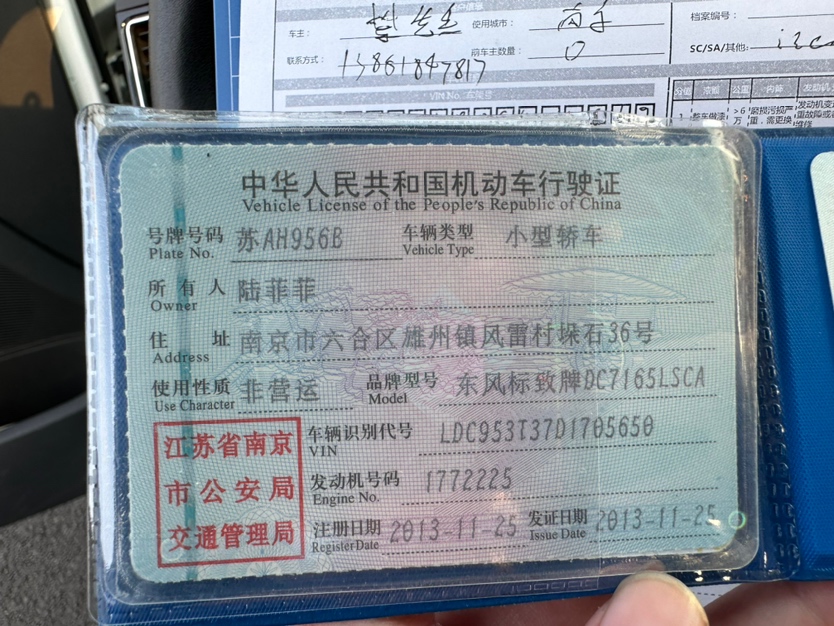 车主：
使用城市：
档案编号：
联系方式： 13861847817
前车主数量： 0
SC/SA/其他：
中华人民共和国机动车行驶证
Vehicle License of the People's Republic of China
号牌号码 苏AH956B 车辆类型 小型轿车
Plate No. Vehicle Type
所有人 陆菲菲
Owner
住址 南京市六合区雄州镇风雷村垛石36号
Address
使用性质 非营运 品牌型号 东风标致牌DC7165LSCA
Use Character Model
江苏省南京
市公安局
交通管理局
车辆识别代号 LDC953T37D1705650
VIN
发动机号码 1772225
Engine No.
注册日期 2013-11-25 发证日期 2013-11-25
Register Date Issue Date